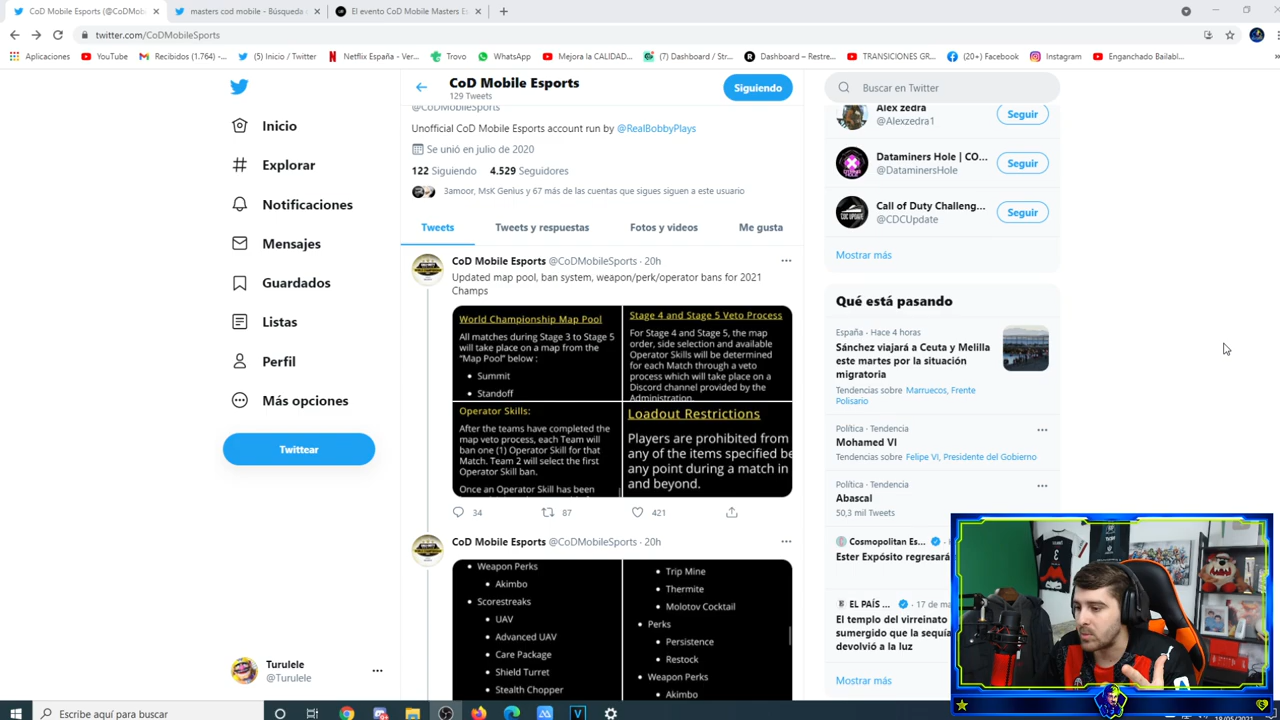 CoD Mobile Esports (@CoDMob
masters cod mobile - Búsqueda
El evento CoD Mobile Masters Es
twitter.com/CoDMobileSports
Aplicaciones
YouTube
Recibidos (1.764) -...
(5) Inicio / Twitter
Netflix España - Ver...
Trovo
WhatsApp
Mejora la CALIDAD...
(7) Dashboard / Str...
Dashboard – Restre...
TRANSICIONES GR...
(20+) Facebook
Instagram
Enganchado Bailabl...
Inicio
Explorar
Notificaciones
Mensajes
Guardados
Listas
Perfil
Más opciones
Twittear
Turulele
@Turulele
CoD Mobile Esports
129 Tweets
Siguiendo
@CoDMobileSports
Unofficial CoD Mobile Esports account run by @RealBobbyPlays
Se unió en julio de 2020
122 Siguiendo 4.529 Seguidores
3amoor, MsK Genius y 67 más de las cuentas que sigues siguen a este usuario
Tweets
Tweets y respuestas
Fotos y videos
Me gusta
CoD Mobile Esports @CoDMobileSports · 20h
Updated map pool, ban system, weapon/perk/operator bans for 2021
Champs
World Championship Map Pool
All matches during Stage 3 to Stage 5
will take place on a map from the
"Map Pool" below :
• Summit
• Standoff
Stage 4 and Stage 5 Veto Process
For Stage 4 and Stage 5, the map
order, side selection and available
Operator Skills will be determined
for each Match through a veto
process which will take place on a
Discord channel provided by the
Administration.
Operator Skills:
After the teams have completed the
map veto process, each Team will
ban one (1) Operator Skill for that
Match. Team 2 will select the first
Operator Skill ban.
Once an Operator Skill has been
Loadout Restrictions
Players are prohibited from
any of the items specified be
any point during a match in
and beyond.
34
87
421
CoD Mobile Esports @CoDMobileSports · 20h
• Weapon Perks
• Akimbo
• Scorestreaks
• UAV
• Advanced UAV
• Care Package
• Shield Turret
• Stealth Chopper
• Trip Mine
• Thermite
• Molotov Cocktail
• Perks
• Persistence
• Restock
• Weapon Perks
• Akimbo
Buscar en Twitter
Alex zedra
@Alexzedra1
Seguir
Dataminers Hole | CO...
@DataminersHole
Seguir
Call of Duty Challeng...
@CDCUpdate
Seguir
Mostrar más
Qué está pasando
España · Hace 4 horas
Sánchez viajará a Ceuta y Melilla
este martes por la situación
migratoria
Tendencias sobre Marruecos, Frente
Polisario
Política · Tendencia
Mohamed VI
Tendencias sobre Felipe VI, Presidente del Gobierno
Política · Tendencia
Abascal
50,3 mil Tweets
Cosmopolitan Es...
Ester Expósito regresará
EL PAÍS ...
17 de ma
El templo del virreinato
sumergido que la sequía
devolvió a la luz
Mostrar más
Escribe aquí para buscar
18/05/2021